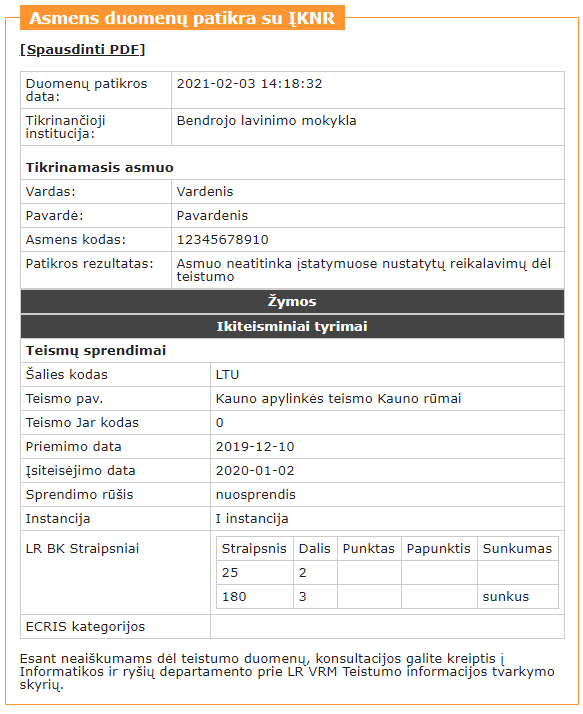 Asmens duomenų patikra su ĮKNR
[Spausdinti PDF]
Duomenų patikros
data:
2021-02-03 14:18:32
Tikrinančioji
institucija:
Bendrojo lavinimo mokykla
Tikrinamasis asmuo
Vardas: Vardenis
Pavardė: Pavardenis
Asmens kodas: 12345678910
Patikros rezultatas: Asmuo neatitinka įstatymuose nustatytų reikalavimų dėl
teistumo
Žymos
Ikiteisminiai tyrimai
Teismų sprendimai
Šalies kodas LTU
Teismo pav. Kauno apylinkės teismo Kauno rūmai
Teismo Jar kodas 0
Priemimo data 2019-12-10
Įsiteisėjimo data 2020-01-02
Sprendimo rūšis nuosprendis
Instancija I instancija
LR BK Straipsniai
Straipsnis Dalis Punktas Papunktis Sunkumas
25 2
180 3 sunkus
ECRIS kategorijos
Esant neaiškumams dėl teistumo duomenų, konsultacijos galite kreiptis į
Informatikos ir ryšių departamento prie LR VRM Teistumo informacijos tvarkymo
skyrių.